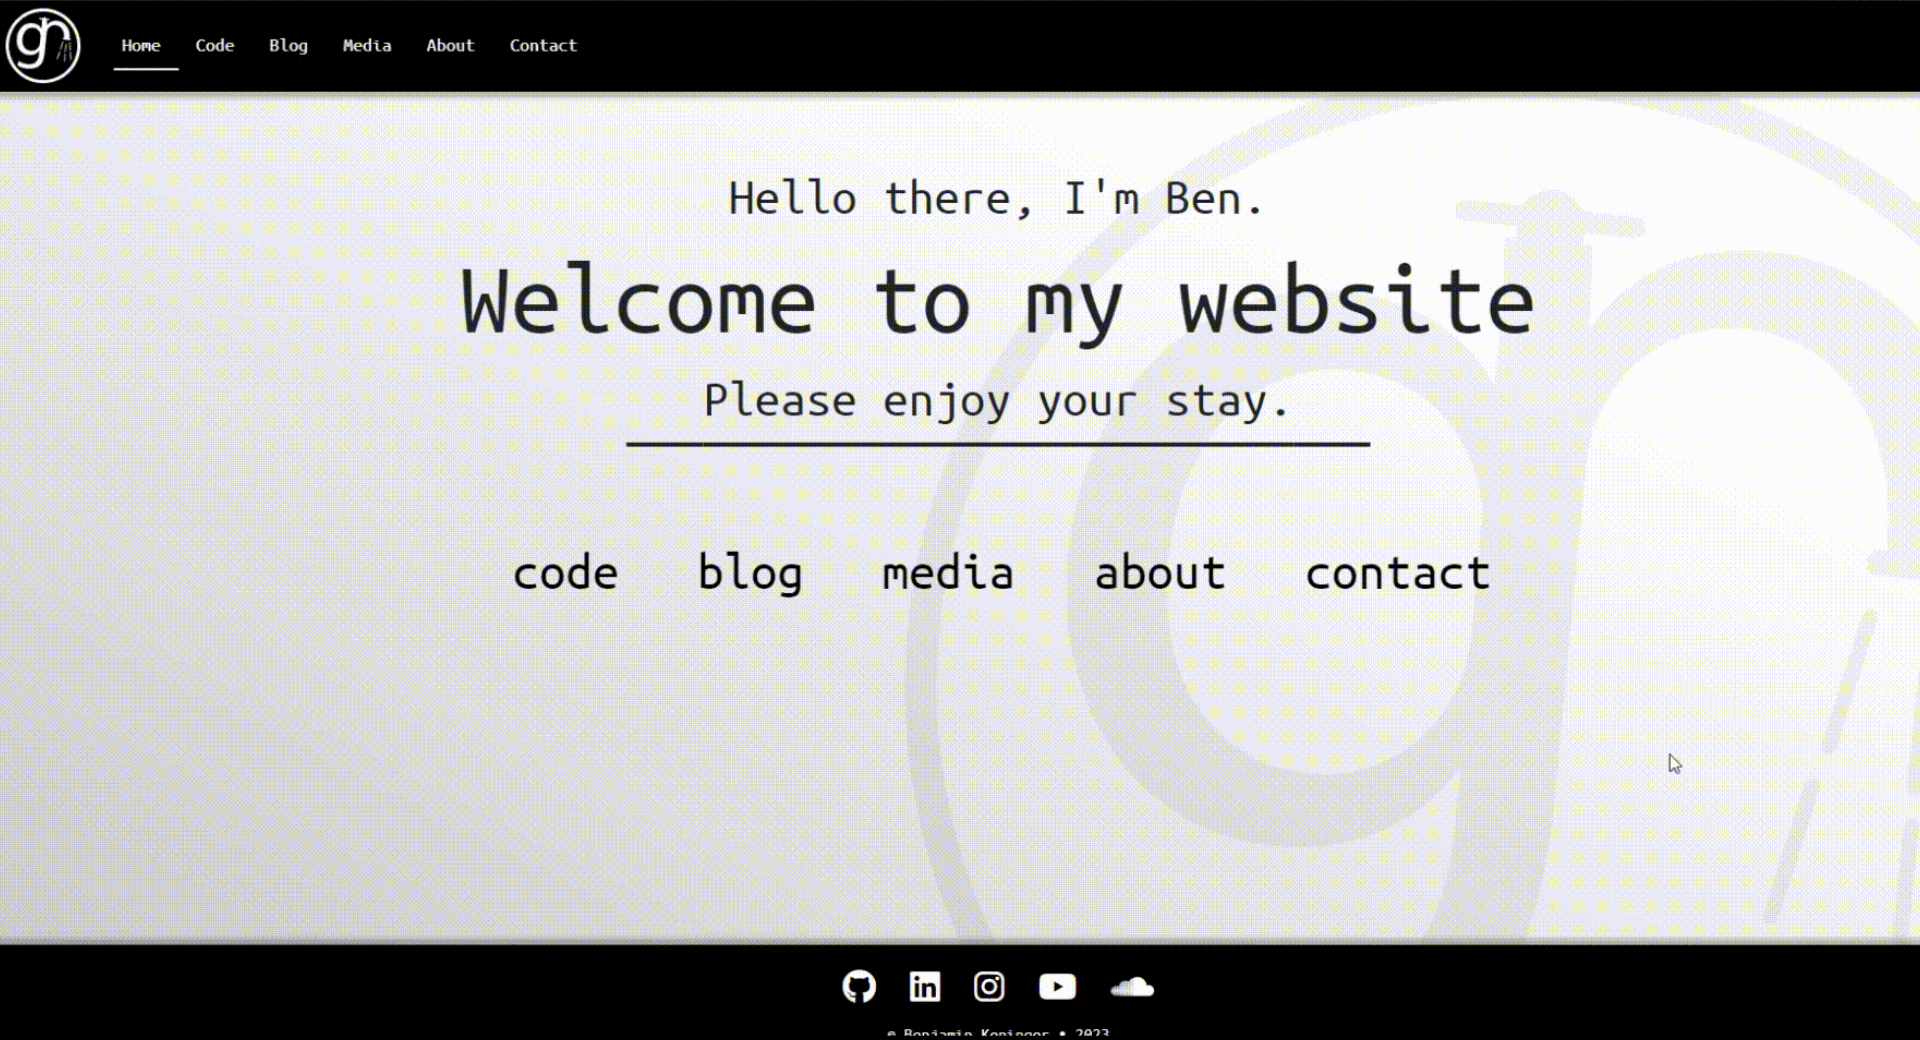 Home Code Blog Media About Contact
Hello there, I'm Ben.
Welcome to my website
Please enjoy your stay.
code blog media about contact
© Benjamin 2023